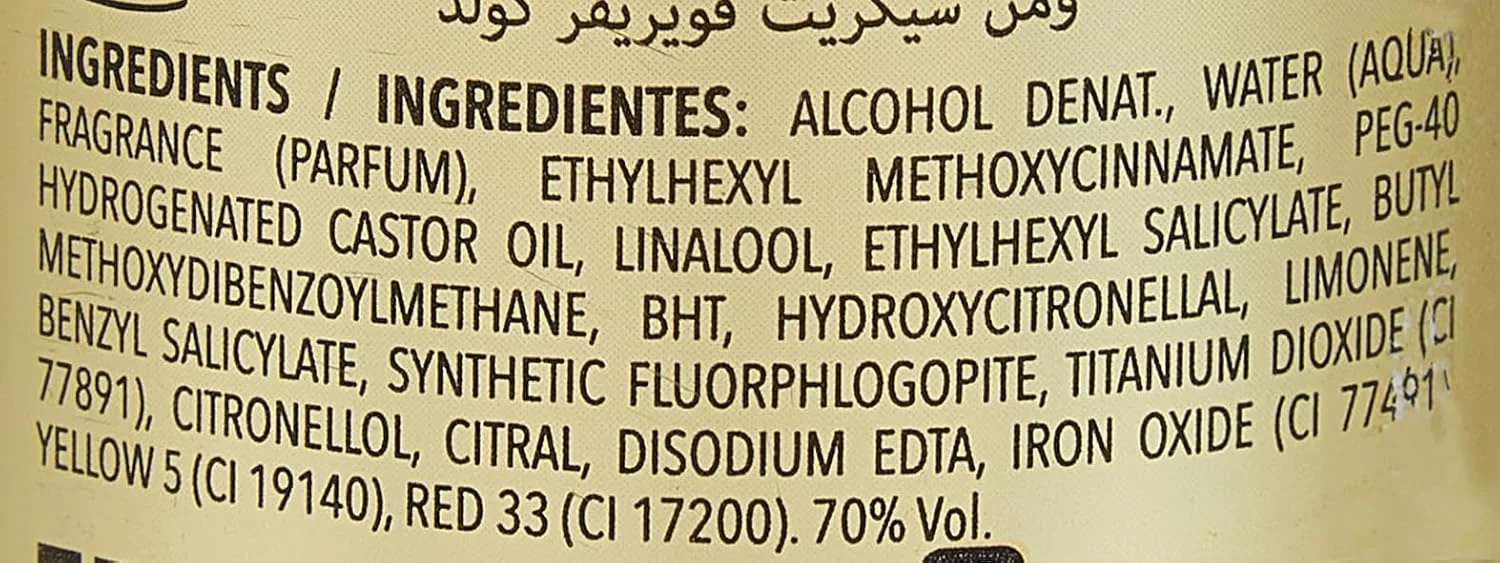 ومن سيكريت فويريفر كولد
INGREDIENTS / INGREDIENTES: ALCOHOL DENAT., WATER (AQUA),
FRAGRANCE (PARFUM), ETHYLHEXYL METHOXYCINNAMATE, PEG-40
HYDROGENATED CASTOR OIL, LINALOOL, ETHYLHEXYL SALICYLATE, BUTYL
METHOXYDIBENZOYLMETHANE, BHT, HYDROXYCITRONELLAL, LIMONENE,
BENZYL SALICYLATE, SYNTHETIC FLUORPHLOGOPITE, TITANIUM DIOXIDE (CI
77891), CITRONELLOL, CITRAL, DISODIUM EDTA, IRON OXIDE (CI 77491)
YELLOW 5 (CI 19140), RED 33 (CI 17200). 70% Vol.